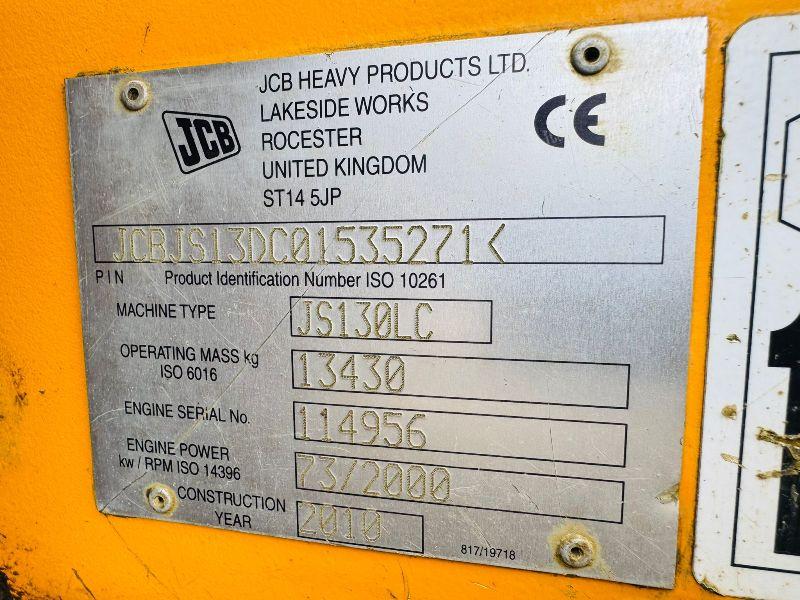 JCB HEAVY PRODUCTS LTD.
LAKESIDE WORKS
ROCESTER
UNITED KINGDOM
ST14 5JP
JCB
CE
JCBJS13DC01535271<
PIN Product Identification Number ISO 10261
MACHINE TYPE JS130LC
OPERATING MASS kg
ISO 6016
13430
ENGINE SERIAL No. 114956
ENGINE POWER
kw / RPM ISO 14396
73/2000
CONSTRUCTION
YEAR
2010
817/19718